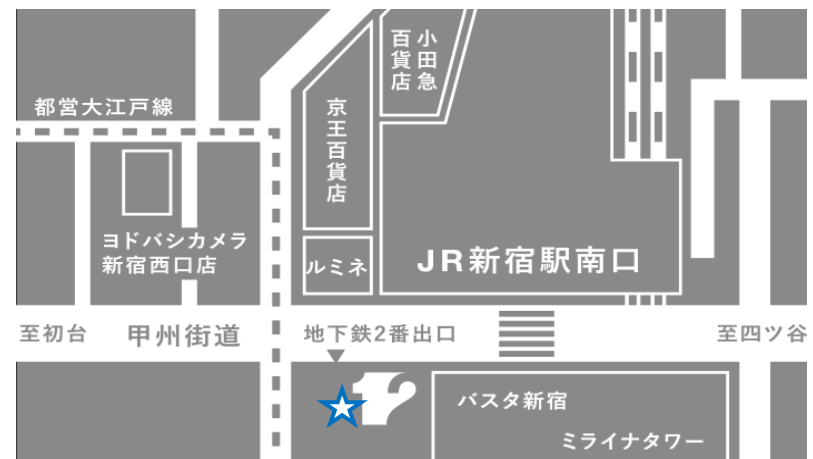 小田急
百貨店
都営大江戸線
京王百貨店
ヨドバシカメラ
新宿西口店
ルミネ
JR新宿駅南口
至初台
甲州街道
地下鉄2番出口
至四ツ谷
12
バスタ新宿
ミライナタワー